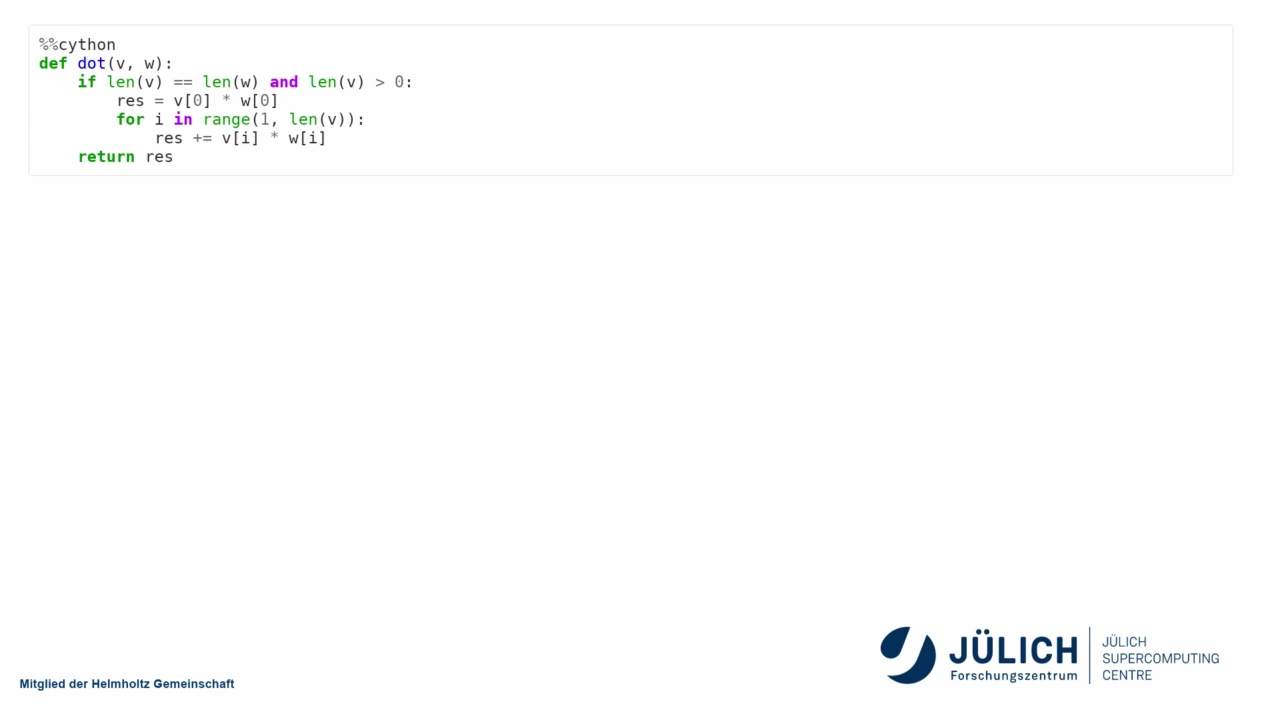 %%cython
def dot(v, w):
    if len(v) == len(w) and len(v) > 0:
        res = v[0] * w[0]
        for i in range(1, len(v)):
            res += v[i] * w[i]
    return res
JÜLICH
Forschungszentrum
JÜLICH
SUPERCOMPUTING
CENTRE
Mitglied der Helmholtz Gemeinschaft